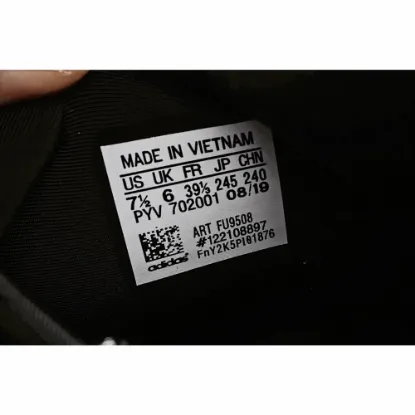 MADE IN VIETNAM
US UK FR JP CHN
7½ 6 39⅓ 245 240
PYV 702001 08/19
ART FU9508
#122108897
FnY2K5PI01876
adidas